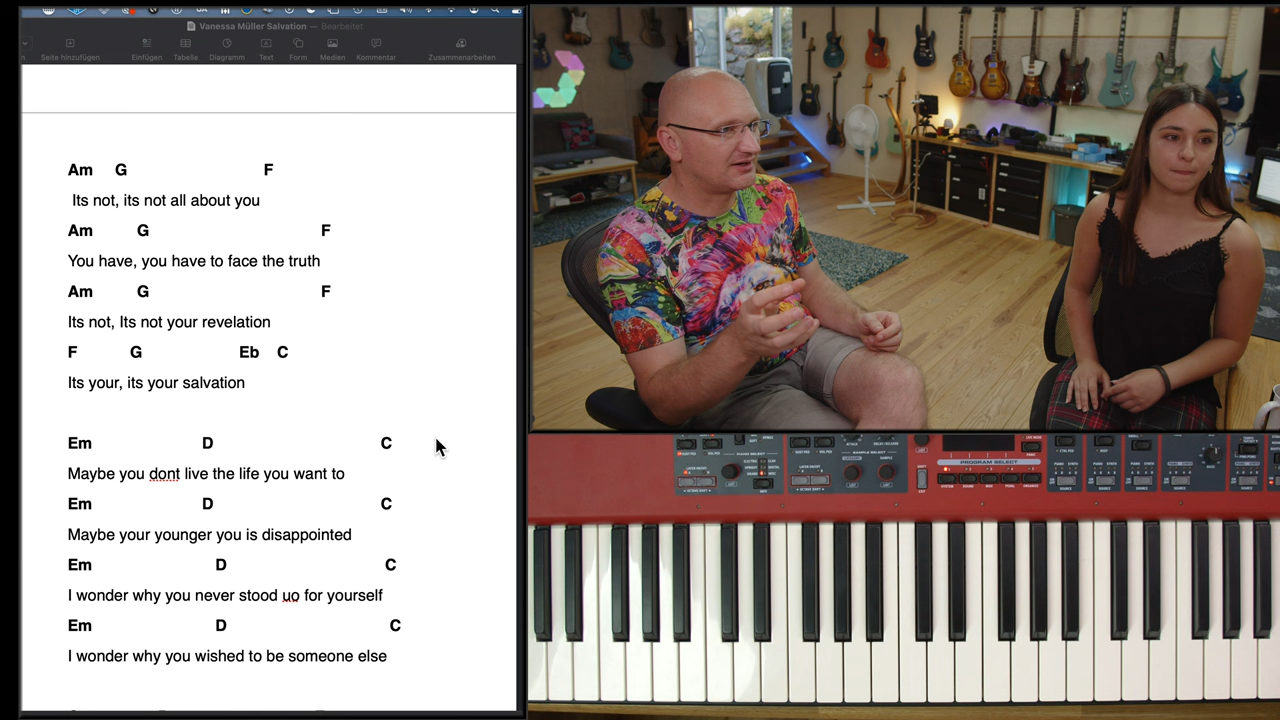 Vanessa Müller Salvation — Bearbeitet
Seite hinzufügen Einfügen Tabelle Diagramm Text Form Medien Kommentar Zusammenarbeiten
Am G F
Its not, its not all about you
Am G F
You have, you have to face the truth
Am G F
Its not, Its not your revelation
F G Eb C
Its your, its your salvation
Em D C
Maybe you dont live the life you want to
Em D C
Maybe your younger you is disappointed
Em D C
I wonder why you never stood uo for yourself
Em D C
I wonder why you wished to be someone else
PROGRAM SELECT